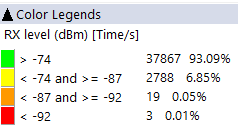 Color Legends
RX level (dBm) [Time/s]
> -74 37867 93.09%
< -74 and >= -87 2788 6.85%
< -87 and >= -92 19 0.05%
< -92 3 0.01%